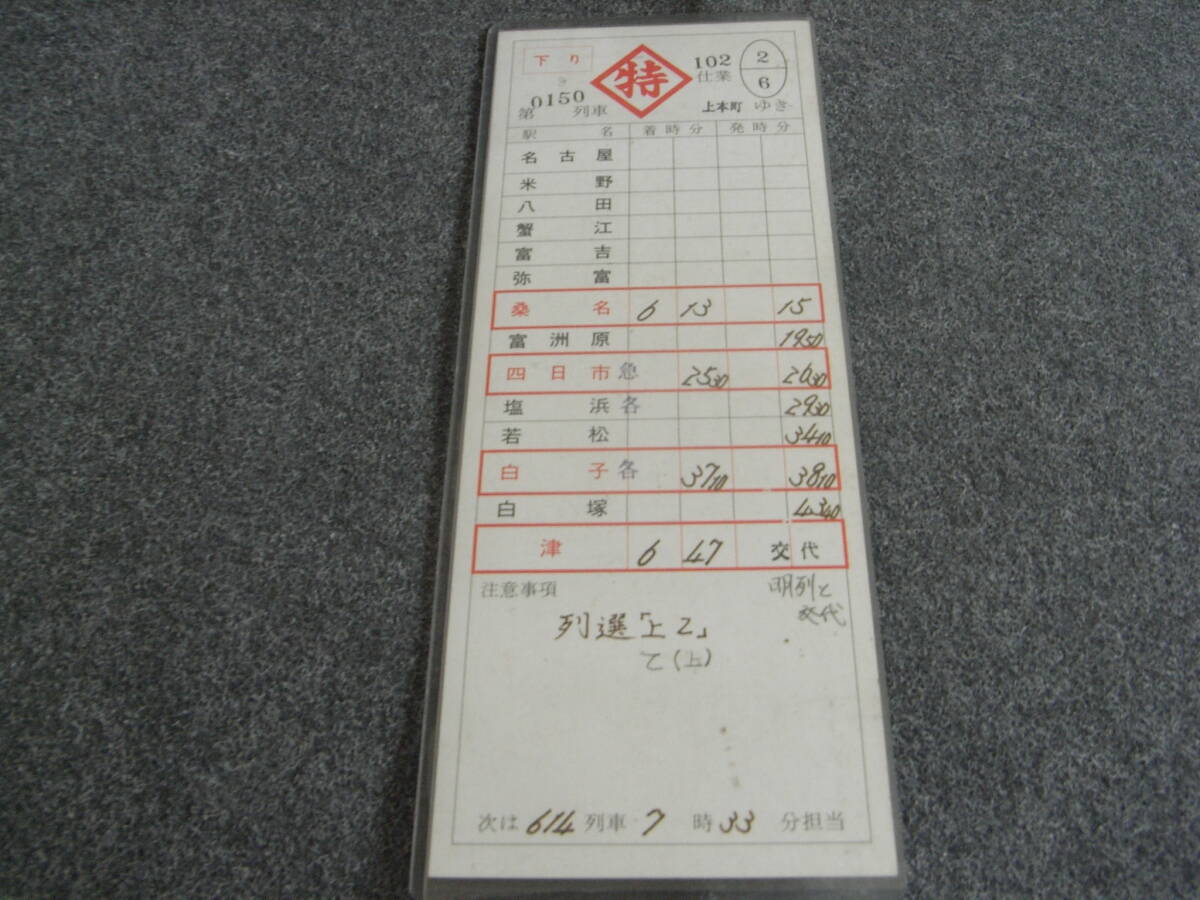 下り 特 102 仕業 2 6
第0150列車 上本町 ゆき
駅名 着時分 発時分
名古屋
米野
八田
蟹江
富吉
弥富
桑名 6 13 15
富洲原 19 50
四日市 急 25 30 26 30
塩浜 各 29 30
若松 34 10
白子 各 37 10 38 10
白塚 43 40
津 6 47 交代
注意事項 明列と
交代
列選「上乙」
乙(上)
次は 614 列車 7 時 33 分担当